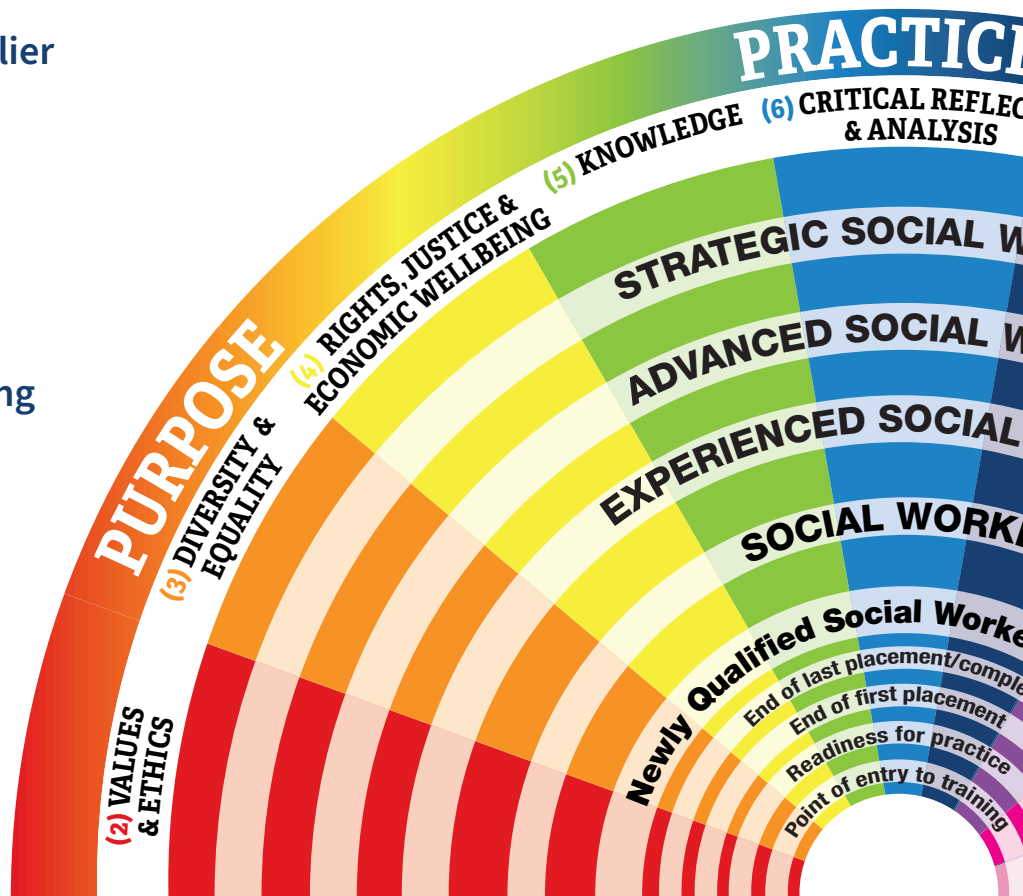 lier
ng
PURPOSE
PRACTIC
(2) VALUES
& ETHICS
(3) DIVERSITY &
EQUALITY
(4) RIGHTS, JUSTICE &
ECONOMIC WELLBEING
(5) KNOWLEDGE
(6) CRITICAL REFLEC
& ANALYSIS
STRATEGIC SOCIAL W
ADVANCED SOCIAL W
EXPERIENCED SOCIAL
SOCIAL WORK
Newly Qualified Social Worke
End of last placement/comple
End of first placement
Readiness for practice
Point of entry to training